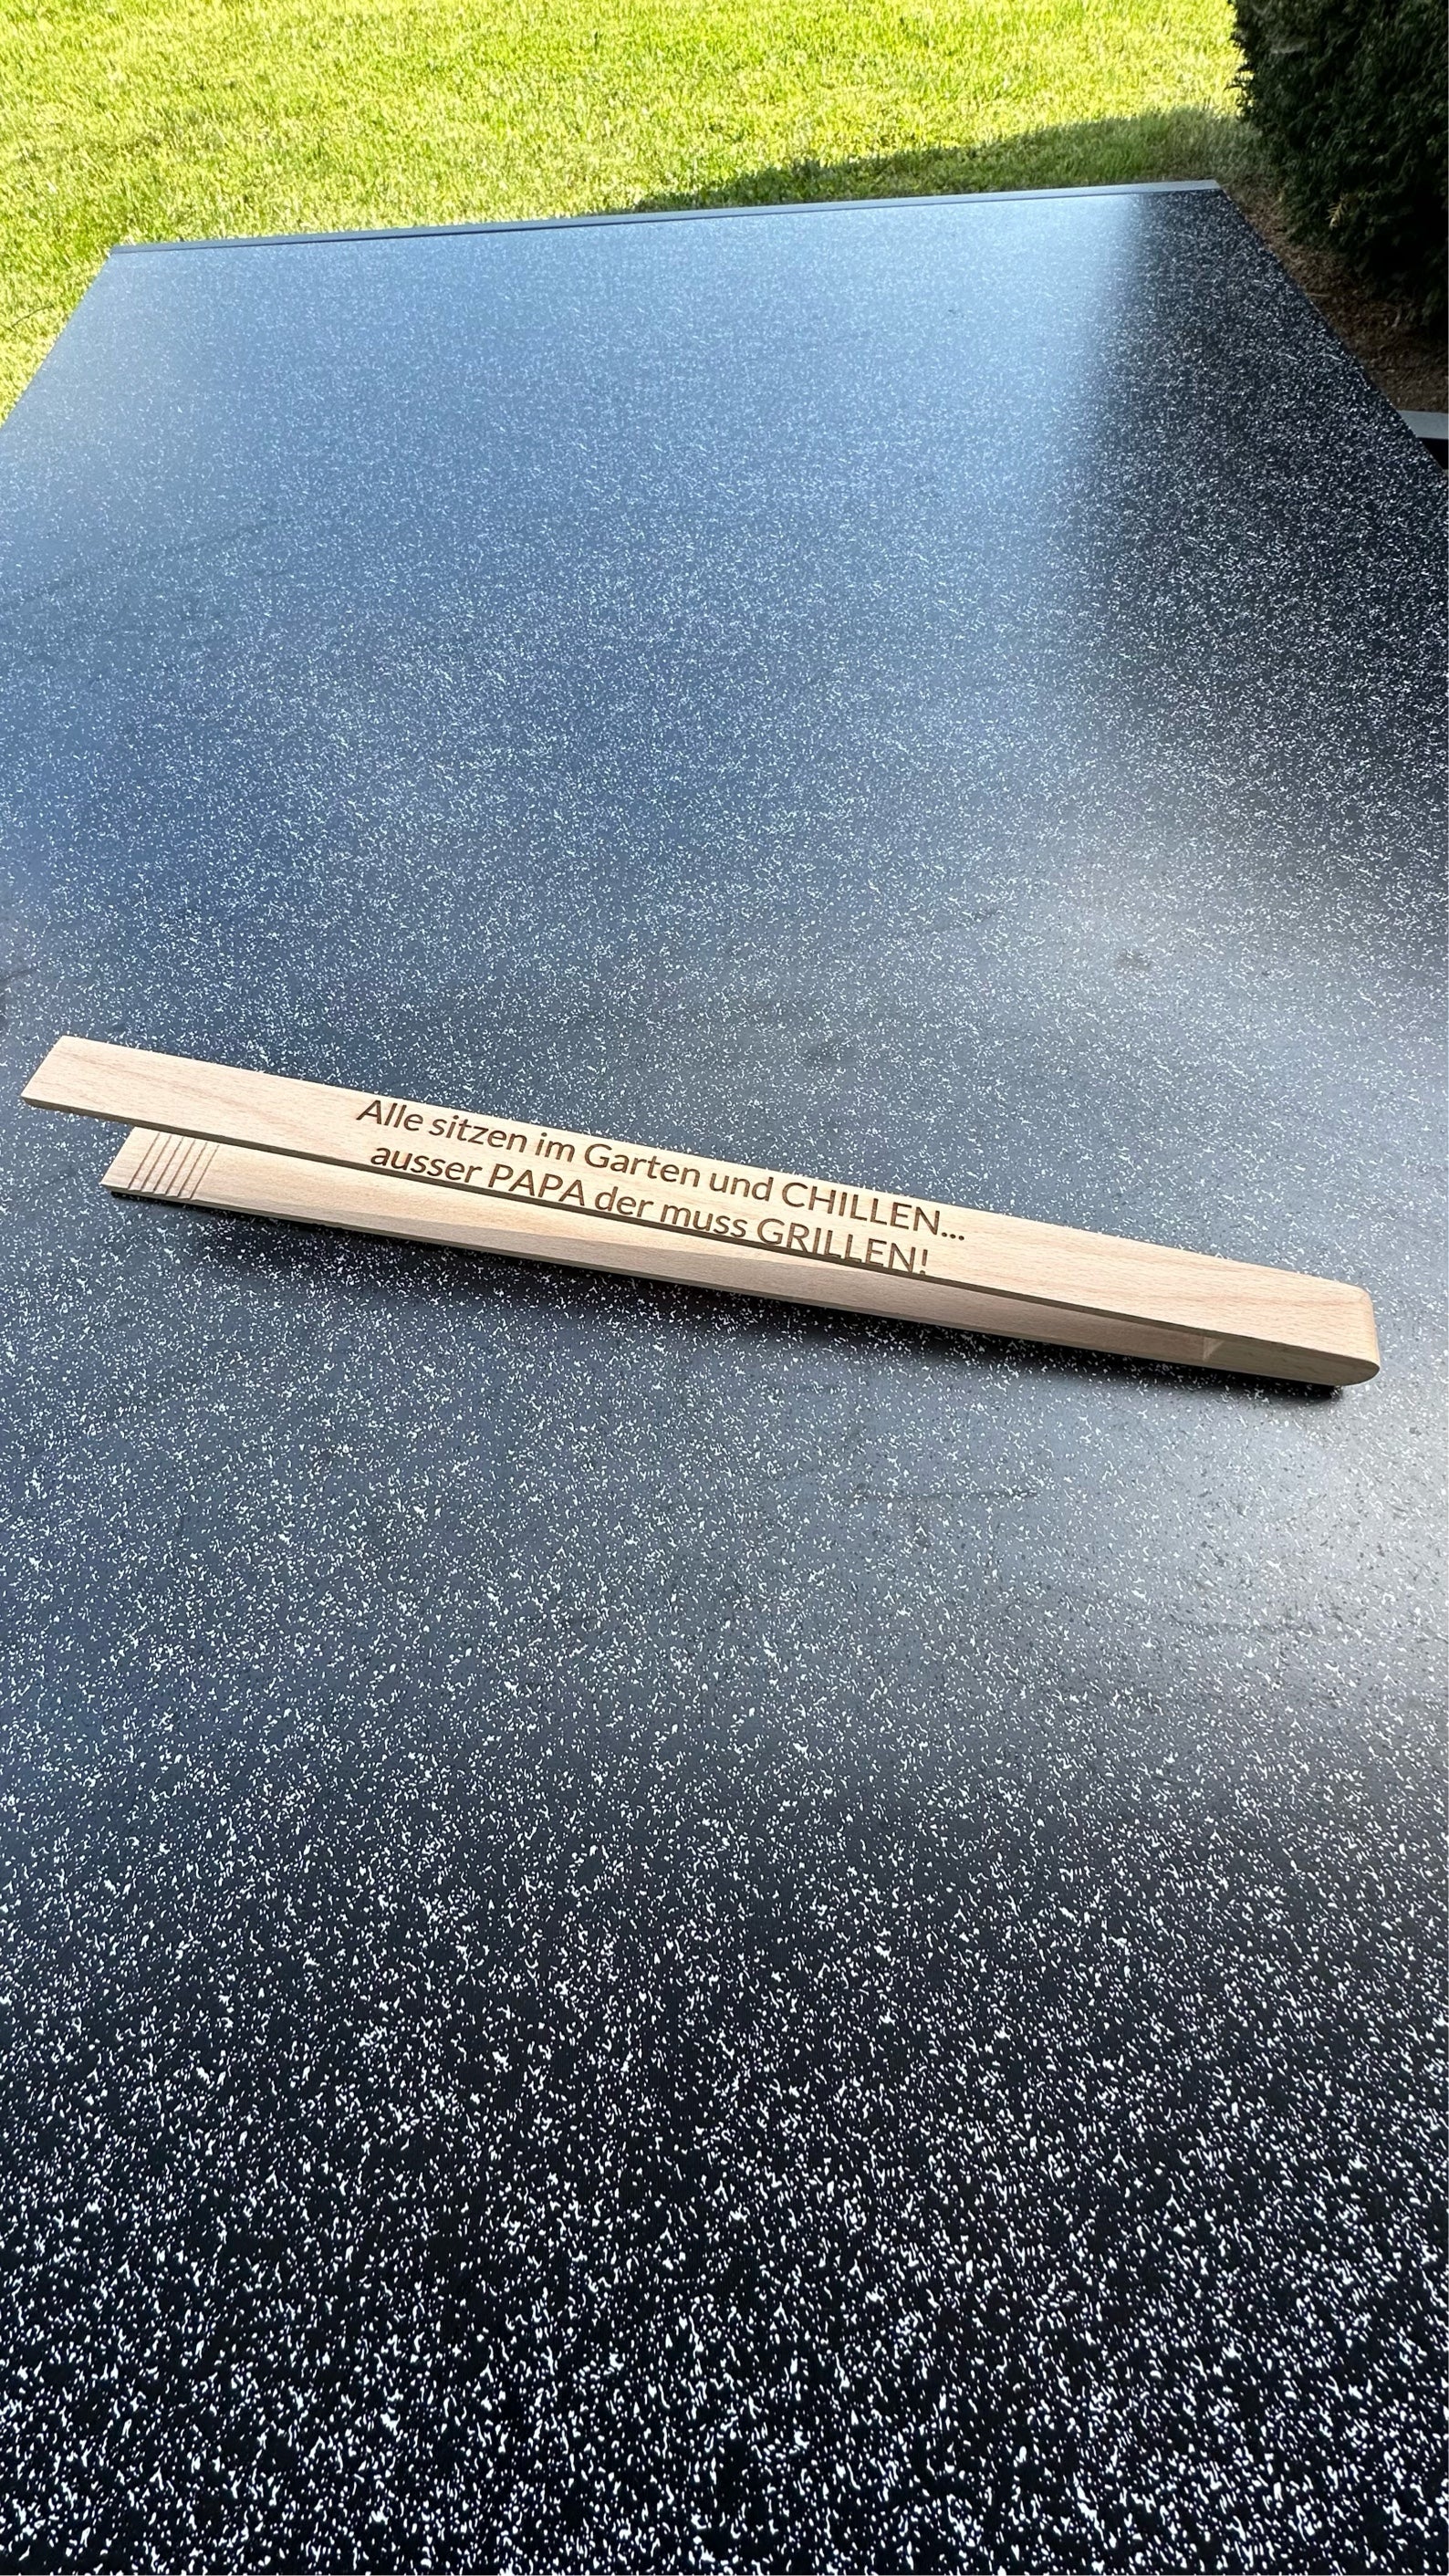 Alle sitzen im Garten und CHILLEN...
ausser PAPA der muss GRILLEN!